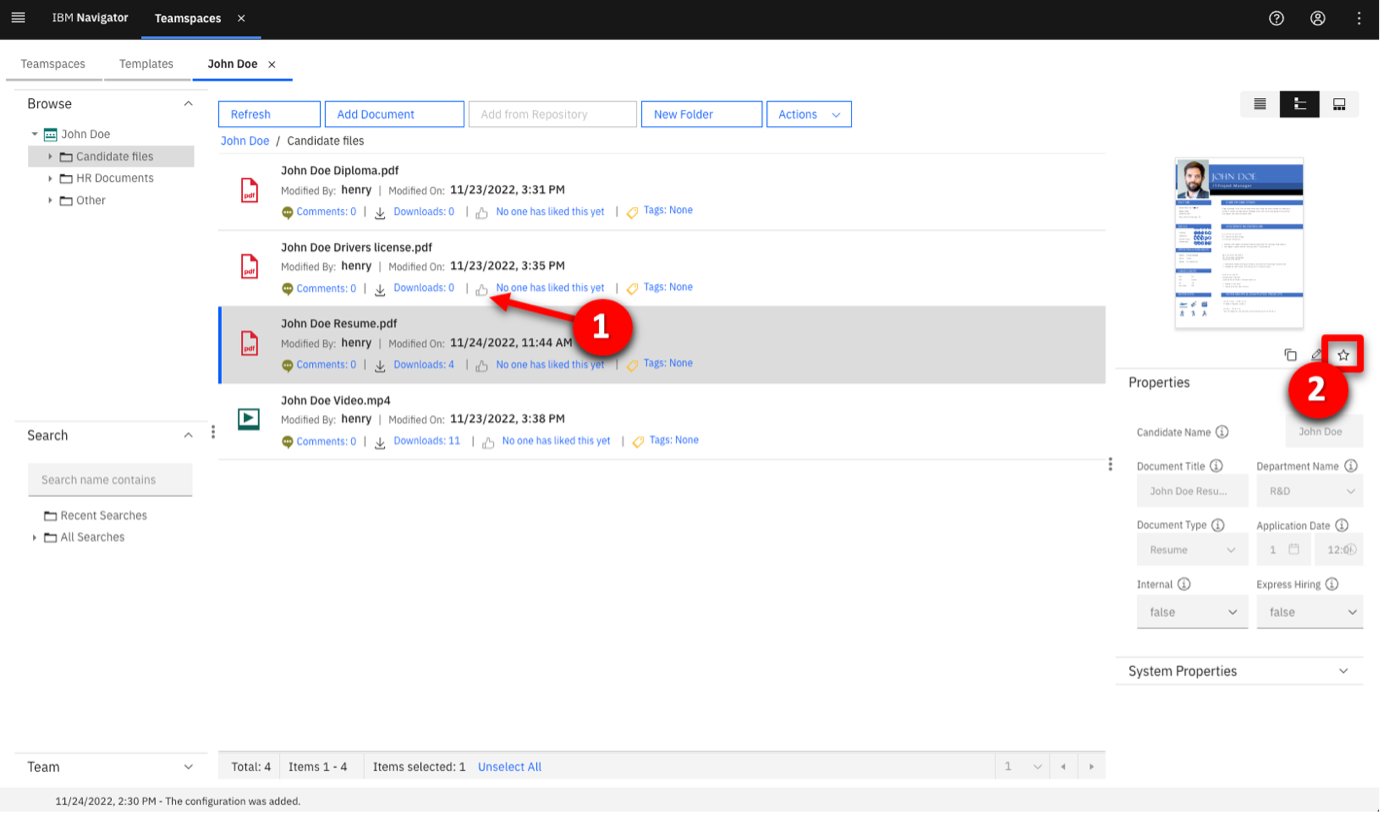 IBM Navigator
Teamspaces ×
Teamspaces
Templates
John Doe ×
Browse
John Doe
Candidate files
HR Documents
Other
Search
Search name contains
Recent Searches
All Searches
Team
Refresh
Add Document
Add from Repository
New Folder
Actions
John Doe / Candidate files
John Doe Diploma.pdf
Modified By: henry | Modified On: 11/23/2022, 3:31 PM
Comments: 0 | Downloads: 0 | No one has liked this yet | Tags: None
John Doe Drivers license.pdf
Modified By: henry | Modified On: 11/23/2022, 3:35 PM
Comments: 0 | Downloads: 0 | No one has liked this yet | Tags: None
1
John Doe Resume.pdf
Modified By: henry | Modified On: 11/24/2022, 11:44 AM
Comments: 0 | Downloads: 4 | No one has liked this yet | Tags: None
John Doe Video.mp4
Modified By: henry | Modified On: 11/23/2022, 3:38 PM
Comments: 0 | Downloads: 11 | No one has liked this yet | Tags: None
Total: 4
Items 1 - 4
Items selected: 1
Unselect All
1
JOHN DOE
2
Properties
Candidate Name
John Doe
Document Title
Department Name
John Doe Resu...
R&D
Document Type
Application Date
Resume
1
12:0
Internal
Express Hiring
false
false
System Properties
11/24/2022, 2:30 PM - The configuration was added.